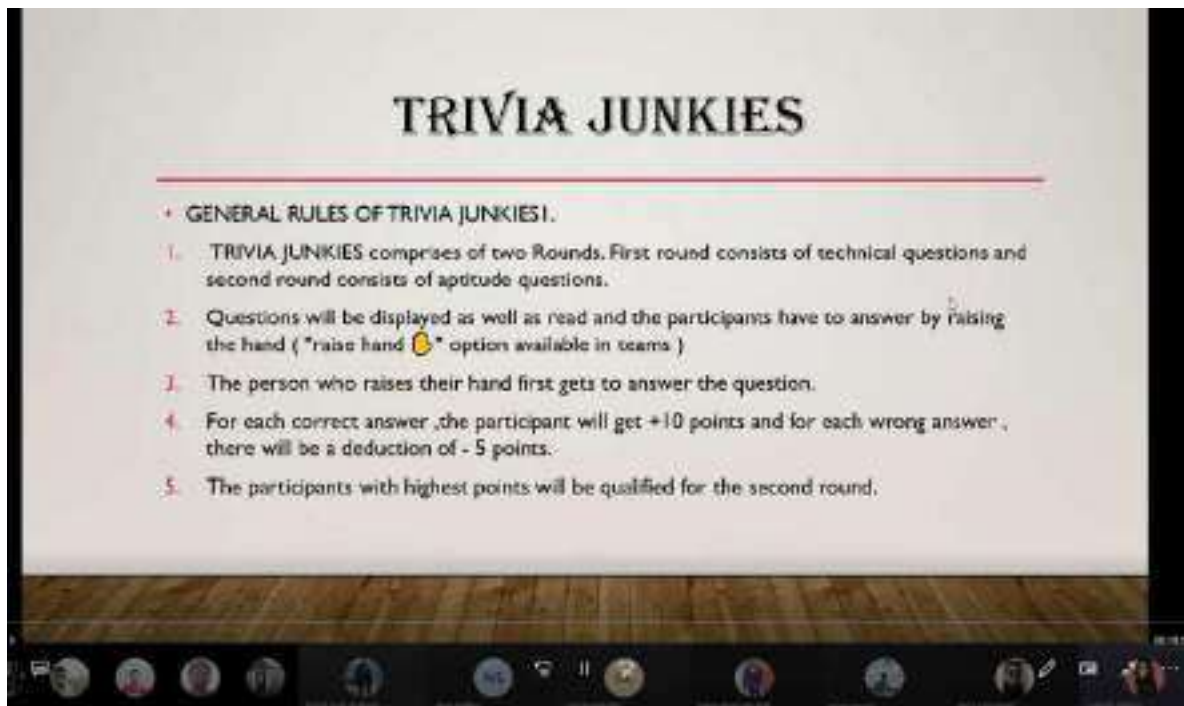 TRIVIA JUNKIES
• GENERAL RULES OF TRIVIA JUNKIES1.
1. TRIVIA JUNKIES comprises of two Rounds. First round consists of technical questions and
second round consists of aptitude questions.
2. Questions will be displayed as well as read and the participants have to answer by raising
the hand ( "raise hand ✋" option available in teams )
3. The person who raises their hand first gets to answer the question.
4. For each correct answer ,the participant will get +10 points and for each wrong answer ,
there will be a deduction of - 5 points.
5. The participants with highest points will be qualified for the second round.